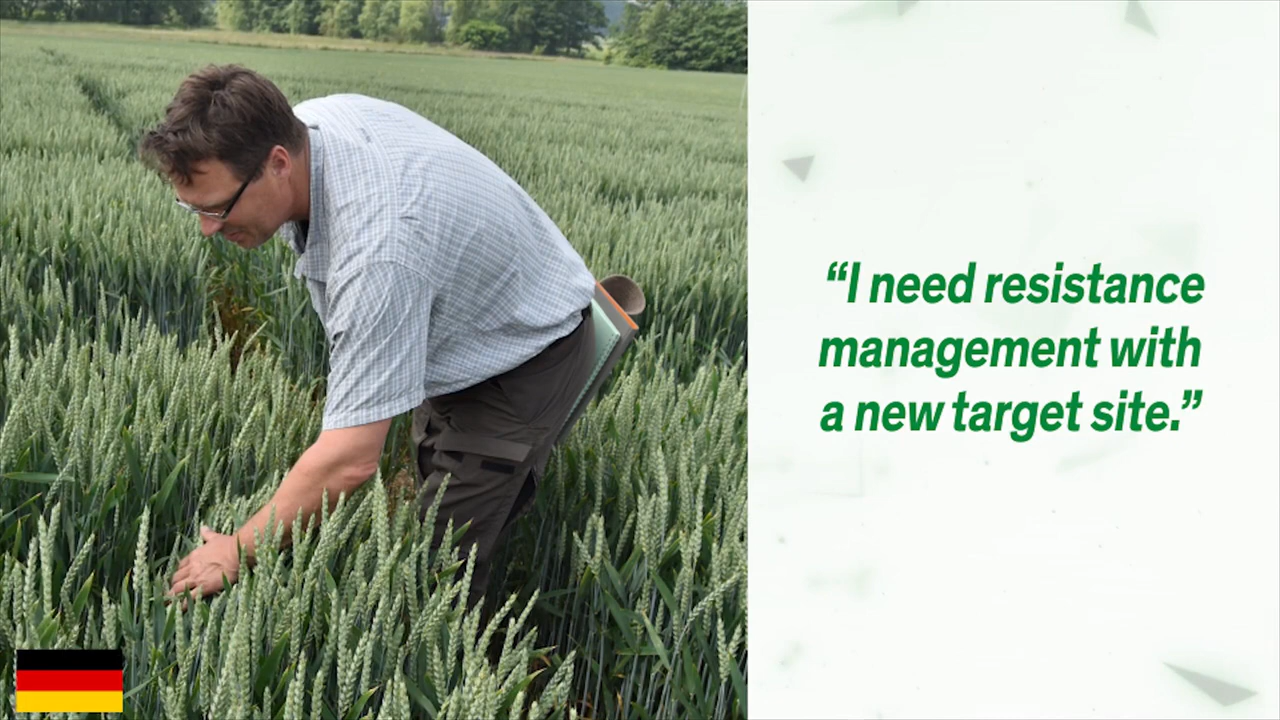 “I need resistance
management with
a new target site.”